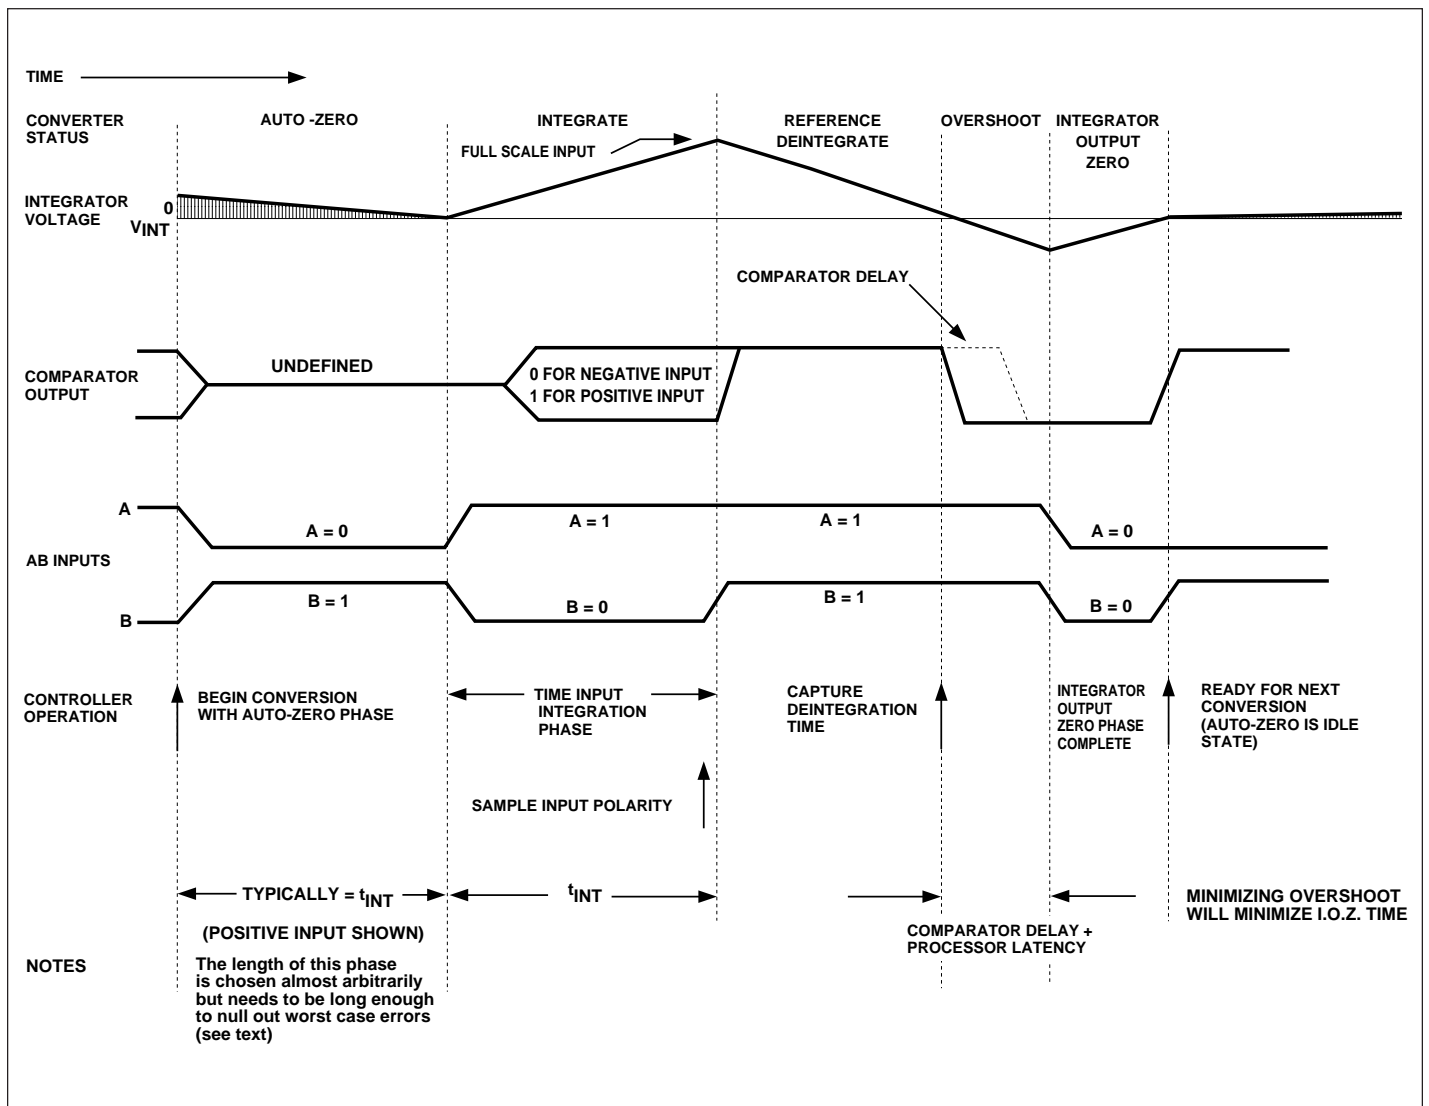 TIME
CONVERTER
STATUS
AUTO -ZERO
INTEGRATE
REFERENCE
DEINTEGRATE
OVERSHOOT
INTEGRATOR
OUTPUT
ZERO
FULL SCALE INPUT
INTEGRATOR
VOLTAGE
0
VINT
COMPARATOR DELAY
COMPARATOR
OUTPUT
UNDEFINED
0 FOR NEGATIVE INPUT
1 FOR POSITIVE INPUT
AB INPUTS
A
A = 0
A = 1
A = 1
A = 0
B
B = 1
B = 0
B = 1
B = 0
CONTROLLER
OPERATION
BEGIN CONVERSION
WITH AUTO-ZERO PHASE
TIME INPUT
INTEGRATION
PHASE
CAPTURE
DEINTEGRATION
TIME
INTEGRATOR
OUTPUT
ZERO PHASE
COMPLETE
READY FOR NEXT
CONVERSION
(AUTO-ZERO IS IDLE
STATE)
SAMPLE INPUT POLARITY
TYPICALLY = tINT
tINT
MINIMIZING OVERSHOOT
WILL MINIMIZE I.O.Z. TIME
(POSITIVE INPUT SHOWN)
COMPARATOR DELAY +
PROCESSOR LATENCY
NOTES
The length of this phase
is chosen almost arbitrarily
but needs to be long enough
to null out worst case errors
(see text)